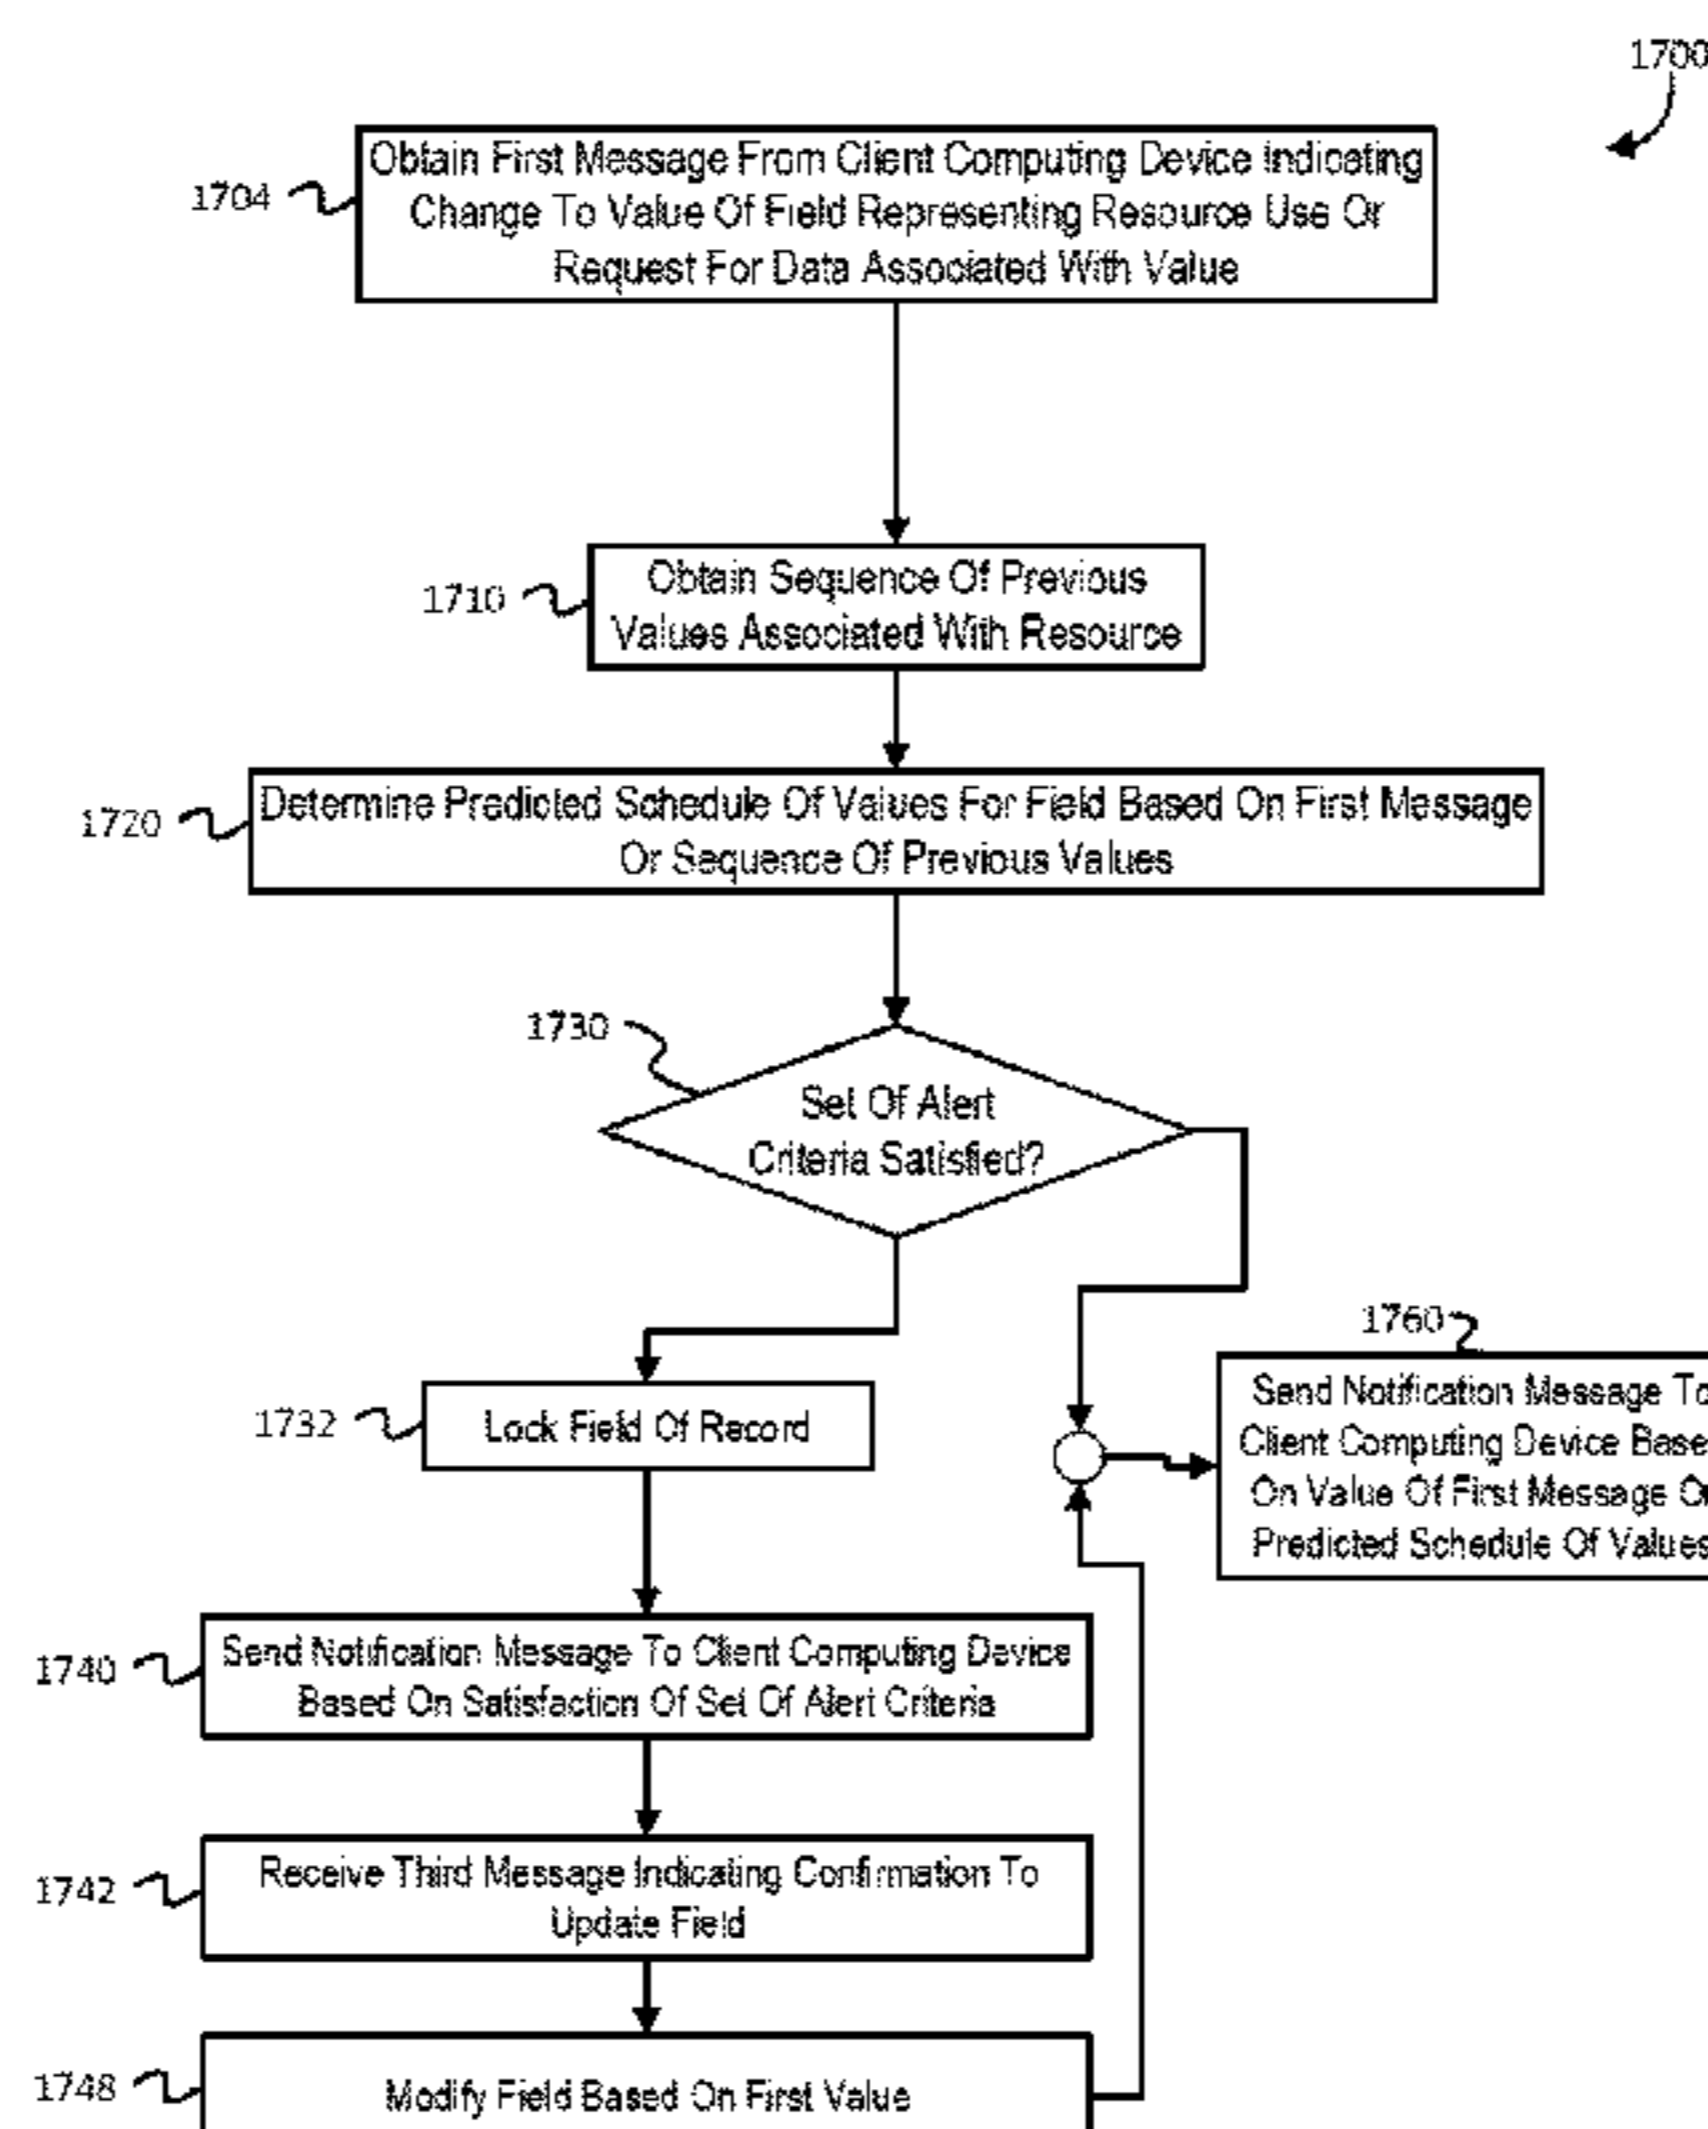 1700
1704
Obtain First Message From Client Computing Device Indicating
Change To Value Of Field Representing Resource Use Or
Request For Data Associated With Value
1710
Obtain Sequence Of Previous
Values Associated With Resource
1720
Determine Predicted Schedule Of Values For Field Based On First Message
Or Sequence Of Previous Values
1730
Set Of Alert
Criteria Satisfied?
1732
Lock Field Of Record
1760
Send Notification Message To
Client Computing Device Base
On Value Of First Message Or
Predicted Schedule Of Values
1740
Send Notification Message To Client Computing Device
Based On Satisfaction Of Set Of Alert Criteria
1742
Receive Third Message Indicating Confirmation To
Update Field
1748
Modify Field Based On First Value